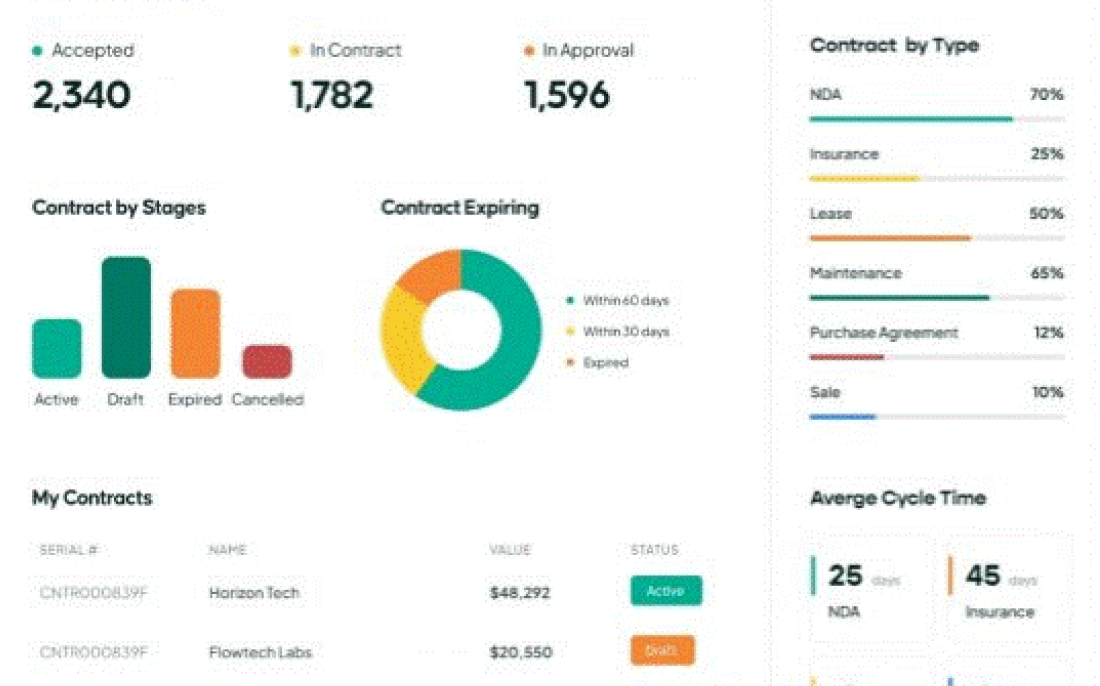 Accepted
In Contract
In Approval
2,340
1,782
1,596
Contract by Stages
Contract Expiring
Within 60 days
Within 30 days
Expired
Active
Draft
Expired
Cancelled
My Contracts
SERIAL #
NAME
VALUE
STATUS
CNTR000839F
Horizon Tech
$48,292
Active
CNTR000839F
Flowtech Labs
$20,550
Draft
Contract by Type
NDA
70%
Insurance
25%
Lease
50%
Maintenance
65%
Purchase Agreement
12%
Sale
10%
Averge Cycle Time
25 days
NDA
45 days
Insurance